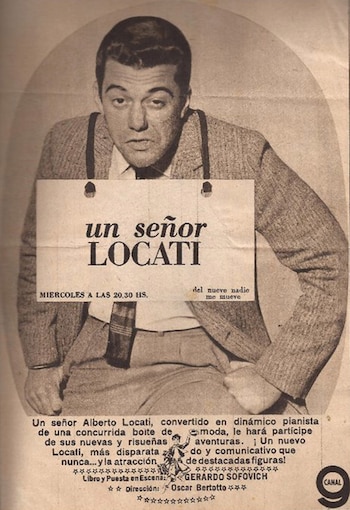 un señor
LOCATI
MIERCOLES A LAS 20,30 HS.
del nueve nadie
me mueve
Un señor Alberto Locati, convertido en dinámico pianista
de una concurrida boite de moda, le hará partícipe
de sus nuevas y risueñas aventuras. ¡Un nuevo
Locati, más disparatado y comunicativo que
nunca...y la atracción de destacadas figuras!
Libro y Puesta en Escena: GERARDO SOFOVICH
Dirección: Oscar Bertotto
CANAL
9